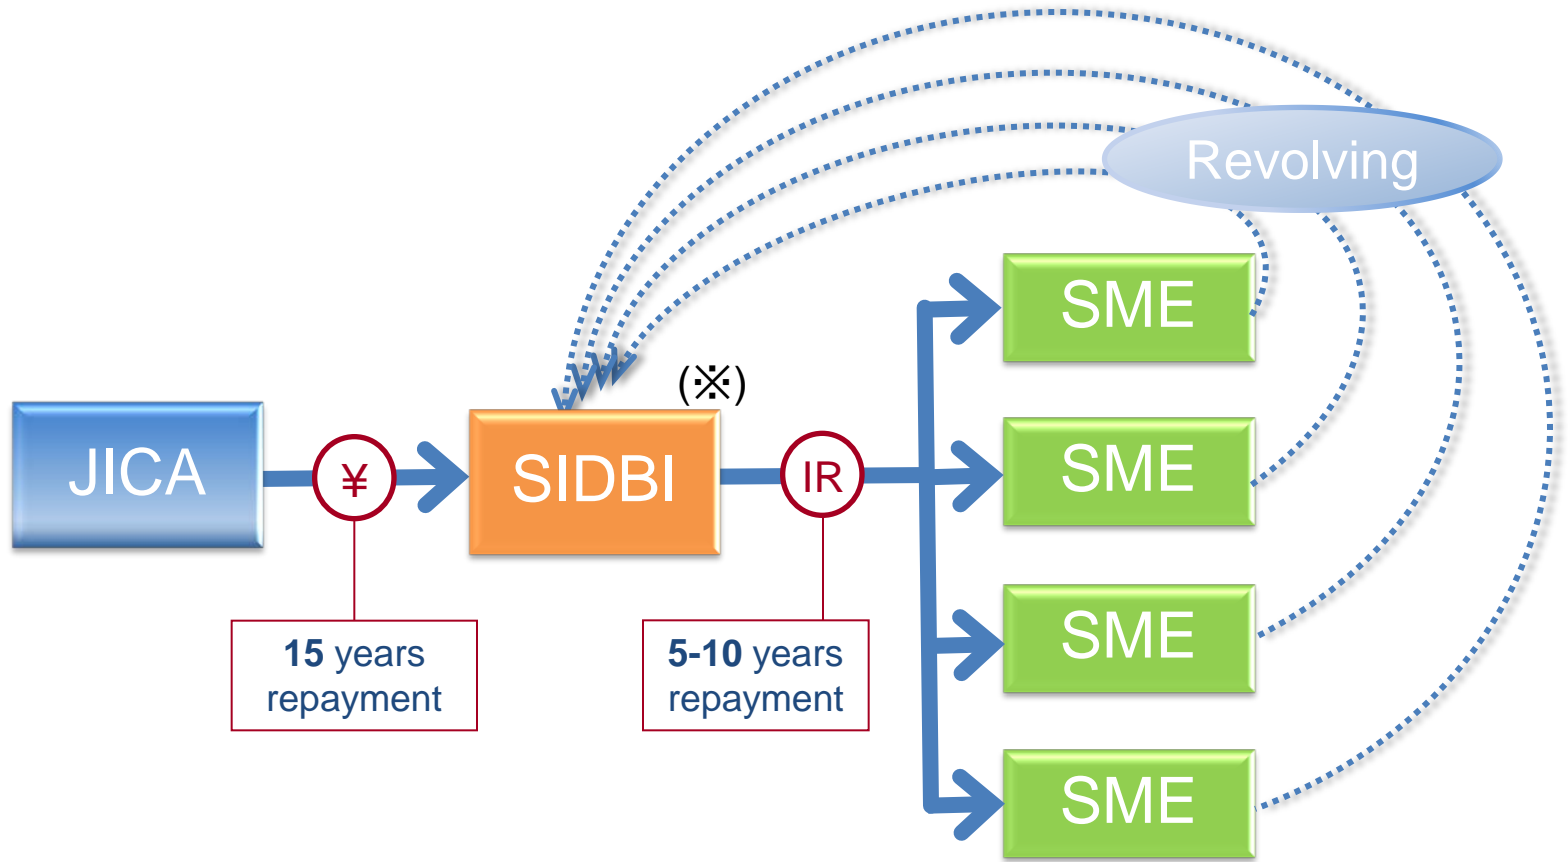 Revolving
SME
(※)
JICA
¥
SIDBI
IR
SME
15 years
repayment
5-10 years
repayment
SME
SME